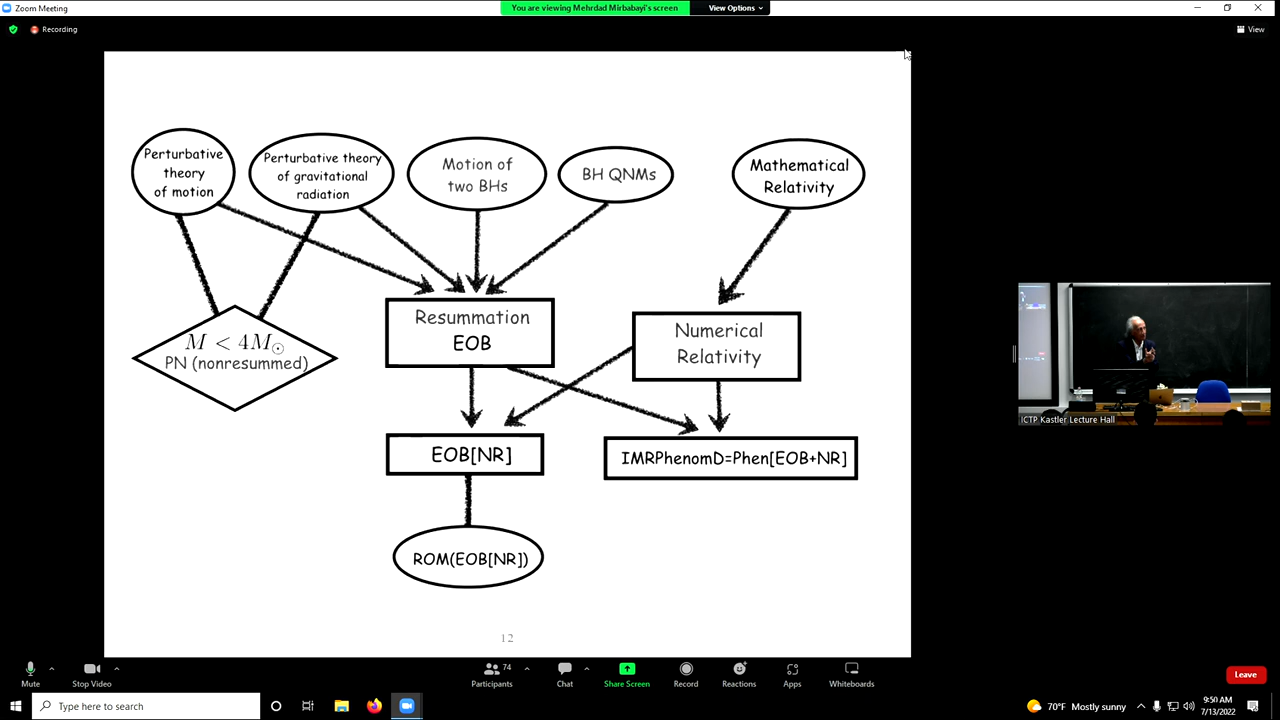 Zoom Meeting
You are viewing Mehrdad Mirbabayi's screen
View Options
Recording
View
Perturbative
theory
of motion
Perturbative theory
of gravitational
radiation
Motion of
two BHs
BH QNMs
Mathematical
Relativity
M < 4M☉
PN (nonresummed)
Resummation
EOB
Numerical
Relativity
EOB[NR]
IMRPhenomD=Phen[EOB+NR]
ROM(EOB[NR])
12
ICTP Kastler Lecture Hall
Mute
Stop Video
Participants
74
Chat
Share Screen
Record
Reactions
Apps
Whiteboards
Leave
Type here to search
70°F Mostly sunny
9:50 AM
7/13/2022